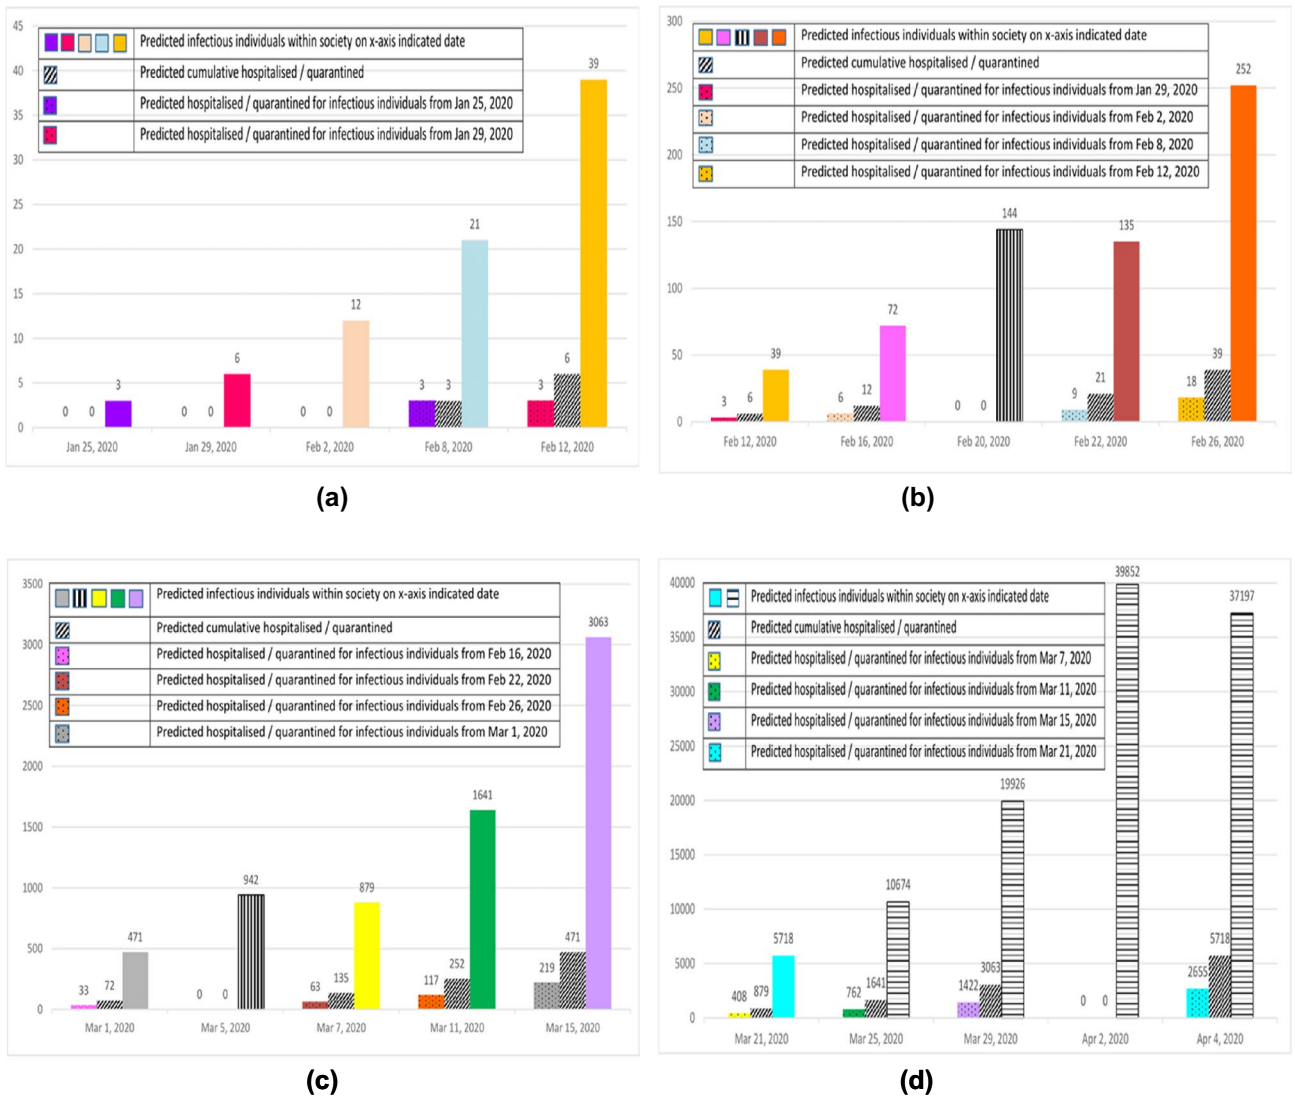 45
40
35
30
25
20
15
10
5
0
Predicted infectious individuals within society on x-axis indicated date
Predicted cumulative hospitalised / quarantined
Predicted hospitalised / quarantined for infectious individuals from Jan 25, 2020
Predicted hospitalised / quarantined for infectious individuals from Jan 29, 2020
0 0 3
0 0 6
0 0 12
3 3 21
3 6 39
Jan 25, 2020 Jan 29, 2020 Feb 2, 2020 Feb 8, 2020 Feb 12, 2020
(a)
300
250
200
150
100
50
0
Predicted infectious individuals within society on x-axis indicated date
Predicted cumulative hospitalised / quarantined
Predicted hospitalised / quarantined for infectious individuals from Jan 29, 2020
Predicted hospitalised / quarantined for infectious individuals from Feb 2, 2020
Predicted hospitalised / quarantined for infectious individuals from Feb 8, 2020
Predicted hospitalised / quarantined for infectious individuals from Feb 12, 2020
3 6 39
6 12 72
0 0 144
9 21 135
18 39 252
Feb 12, 2020 Feb 16, 2020 Feb 20, 2020 Feb 22, 2020 Feb 26, 2020
(b)
3500
3000
2500
2000
1500
1000
500
0
Predicted infectious individuals within society on x-axis indicated date
Predicted cumulative hospitalised / quarantined
Predicted hospitalised / quarantined for infectious individuals from Feb 16, 2020
Predicted hospitalised / quarantined for infectious individuals from Feb 22, 2020
Predicted hospitalised / quarantined for infectious individuals from Feb 26, 2020
Predicted hospitalised / quarantined for infectious individuals from Mar 1, 2020
33 72 471
0 0 942
63 135 879
117 252 1641
219 471 3063
Mar 1, 2020 Mar 5, 2020 Mar 7, 2020 Mar 11, 2020 Mar 15, 2020
(c)
40000
35000
30000
25000
20000
15000
10000
5000
0
Predicted infectious individuals within society on x-axis indicated date
Predicted cumulative hospitalised / quarantined
Predicted hospitalised / quarantined for infectious individuals from Mar 7, 2020
Predicted hospitalised / quarantined for infectious individuals from Mar 11, 2020
Predicted hospitalised / quarantined for infectious individuals from Mar 15, 2020
Predicted hospitalised / quarantined for infectious individuals from Mar 21, 2020
408 879 5718
762 1641 10674
1422 3063 19926
0 0 39852
2655 5718 37197
Mar 21, 2020 Mar 25, 2020 Mar 29, 2020 Apr 2, 2020 Apr 4, 2020
(d)